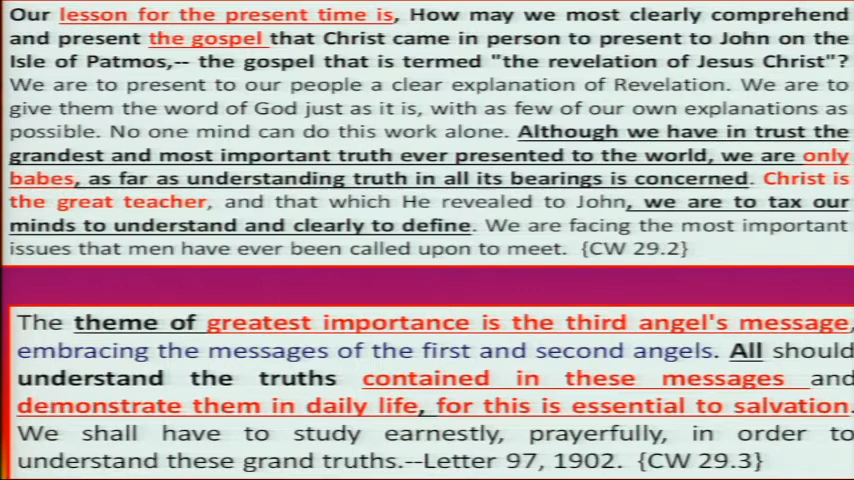 Our lesson for the present time is, How may we most clearly comprehend
and present the gospel that Christ came in person to present to John on the
Isle of Patmos,-- the gospel that is termed "the revelation of Jesus Christ"?
We are to present to our people a clear explanation of Revelation. We are to
give them the word of God just as it is, with as few of our own explanations as
possible. No one mind can do this work alone. Although we have in trust the
grandest and most important truth ever presented to the world, we are only
babes, as far as understanding truth in all its bearings is concerned. Christ is
the great teacher, and that which He revealed to John, we are to tax our
minds to understand and clearly to define. We are facing the most important
issues that men have ever been called upon to meet. {CW 29.2}
The theme of greatest importance is the third angel's message,
embracing the messages of the first and second angels. All should
understand the truths contained in these messages and
demonstrate them in daily life, for this is essential to salvation.
We shall have to study earnestly, prayerfully, in order to
understand these grand truths.--Letter 97, 1902. {CW 29.3}